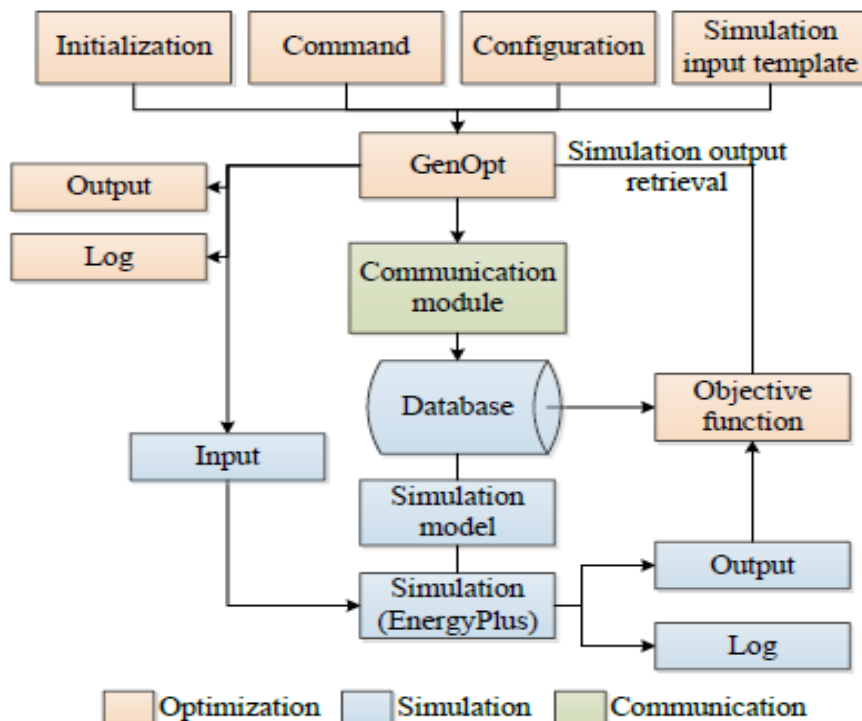 Initialization
Command
Configuration
Simulation
input template
GenOpt
Simulation output
retrieval
Output
Log
Communication
module
Database
Objective
function
Input
Simulation
model
Simulation
(EnergyPlus)
Output
Log
Optimization
Simulation
Communication